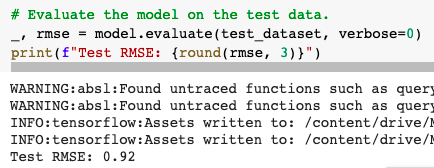 # Evaluate the model on the test data.
_, rmse = model.evaluate(test_dataset, verbose=0)
print(f"Test RMSE: {round(rmse, 3)}")
WARNING:absl:Found untraced functions such as query
WARNING:absl:Found untraced functions such as query
INFO:tensorflow:Assets written to: /content/drive/M
INFO:tensorflow:Assets written to: /content/drive/M
Test RMSE: 0.92